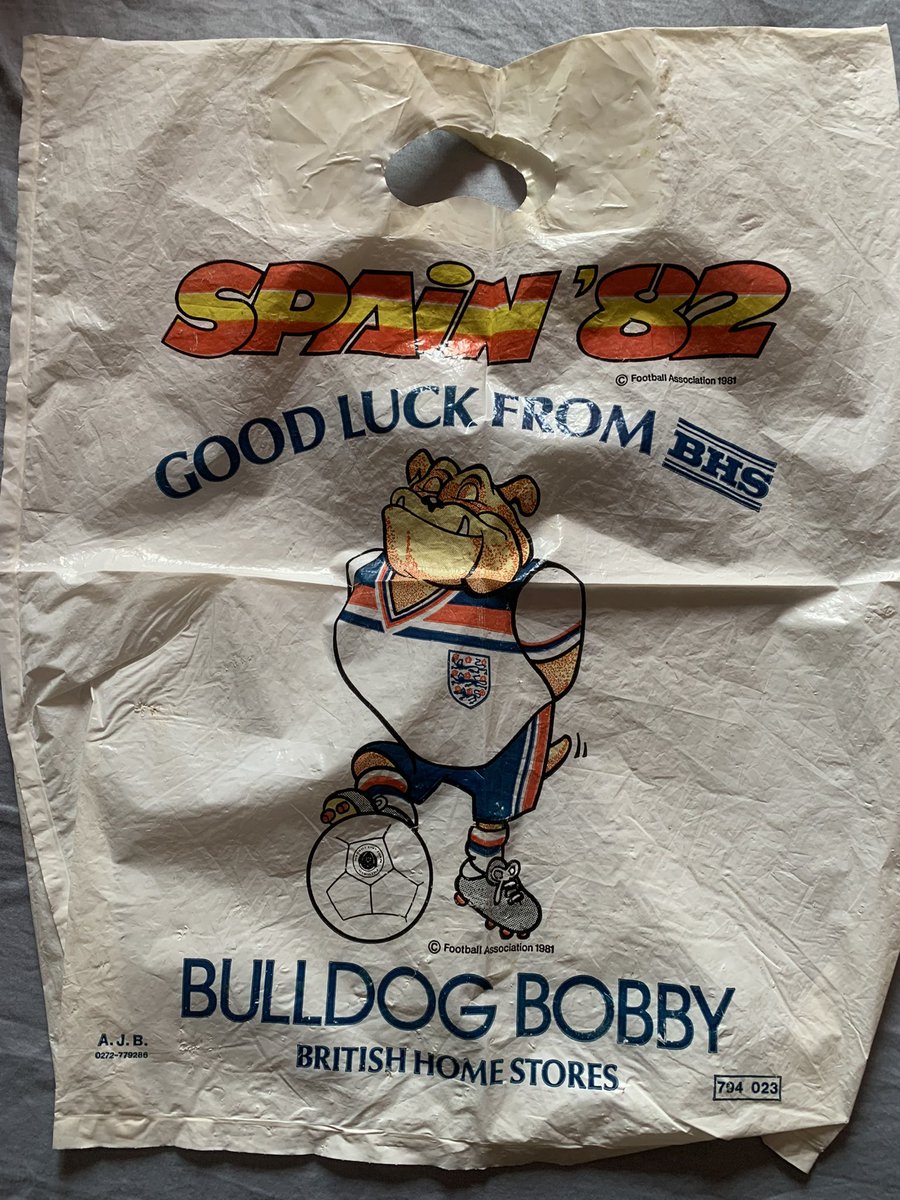 SPAiN '82
© Football Association 1981
GOOD LUCK FROM BHS
© Football Association 1981
BULLDOG BOBBY
A.J.B.
0272-779286
BRITISH HOME STORES
794 023